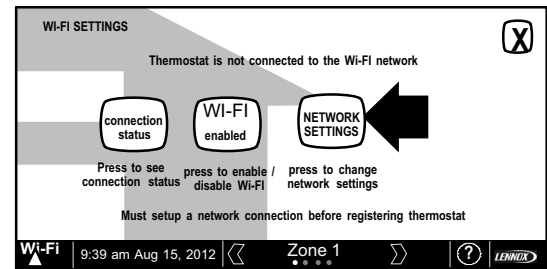 WI-FI SETTINGS
X
Thermostat is not connected to the Wi-FI network
connection
status
WI-FI
enabled
NETWORK
SETTINGS
Press to see
connection status
press to enable /
disable Wi-FI
press to change
network settings
Must setup a network connection before registering thermostat
Wi-Fi 9:39 am Aug 15, 2012 Zone 1 ? LENNOX